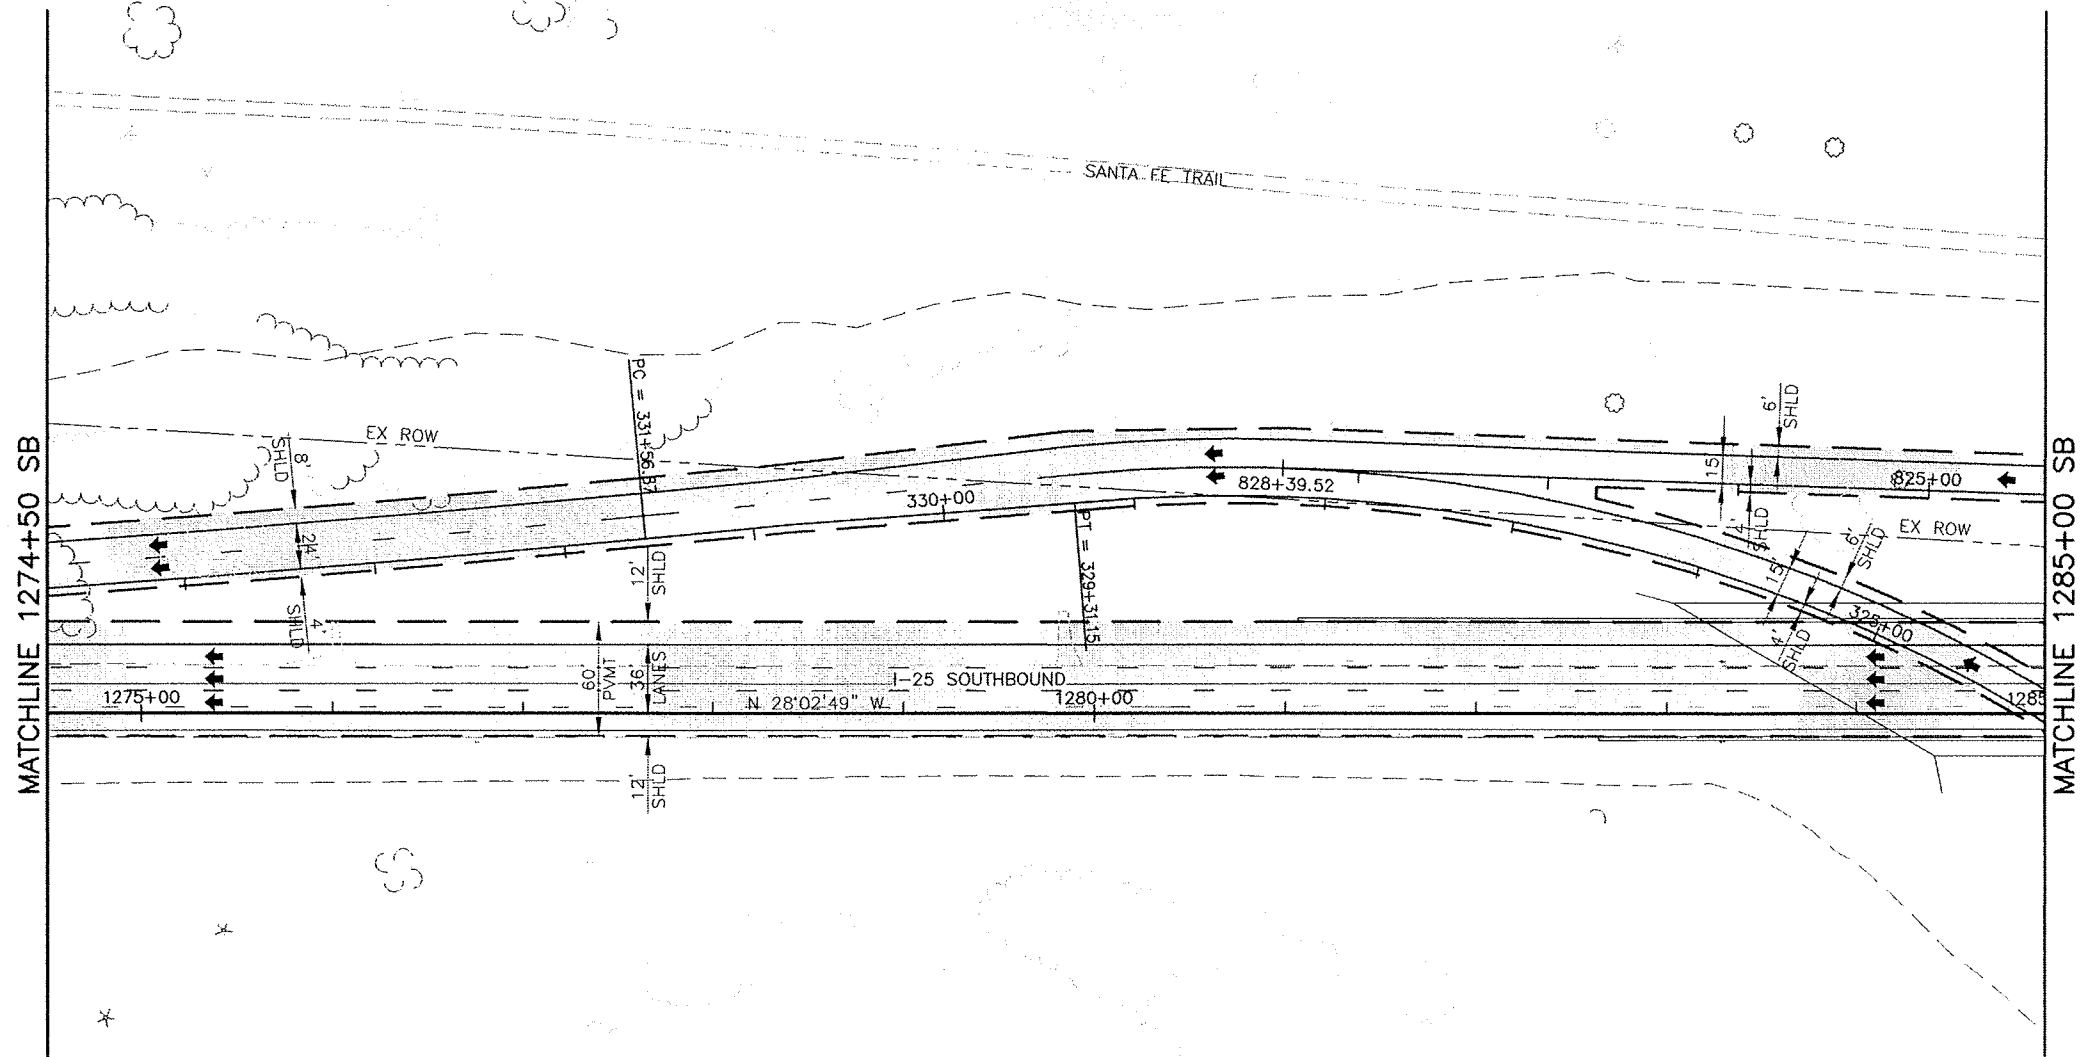 SANTA FE TRAIL
MATCHLINE 1274+50 SB
MATCHLINE 1285+00 SB
EX ROW
8'
SHLD
PC = 331+56.87
24'
4'
SHLD
12'
SHLD
330+00
PT = 329+31.15
828+39.52
15'
6'
SHLD
825+00
4'
SHLD
EX ROW
6'
SHLD
15'
4'
SHLD
325+00
60'
PVMT
36'
LANES
I-25 SOUTHBOUND
N 28°02'49" W
1275+00
1280+00
1285
12'
SHLD